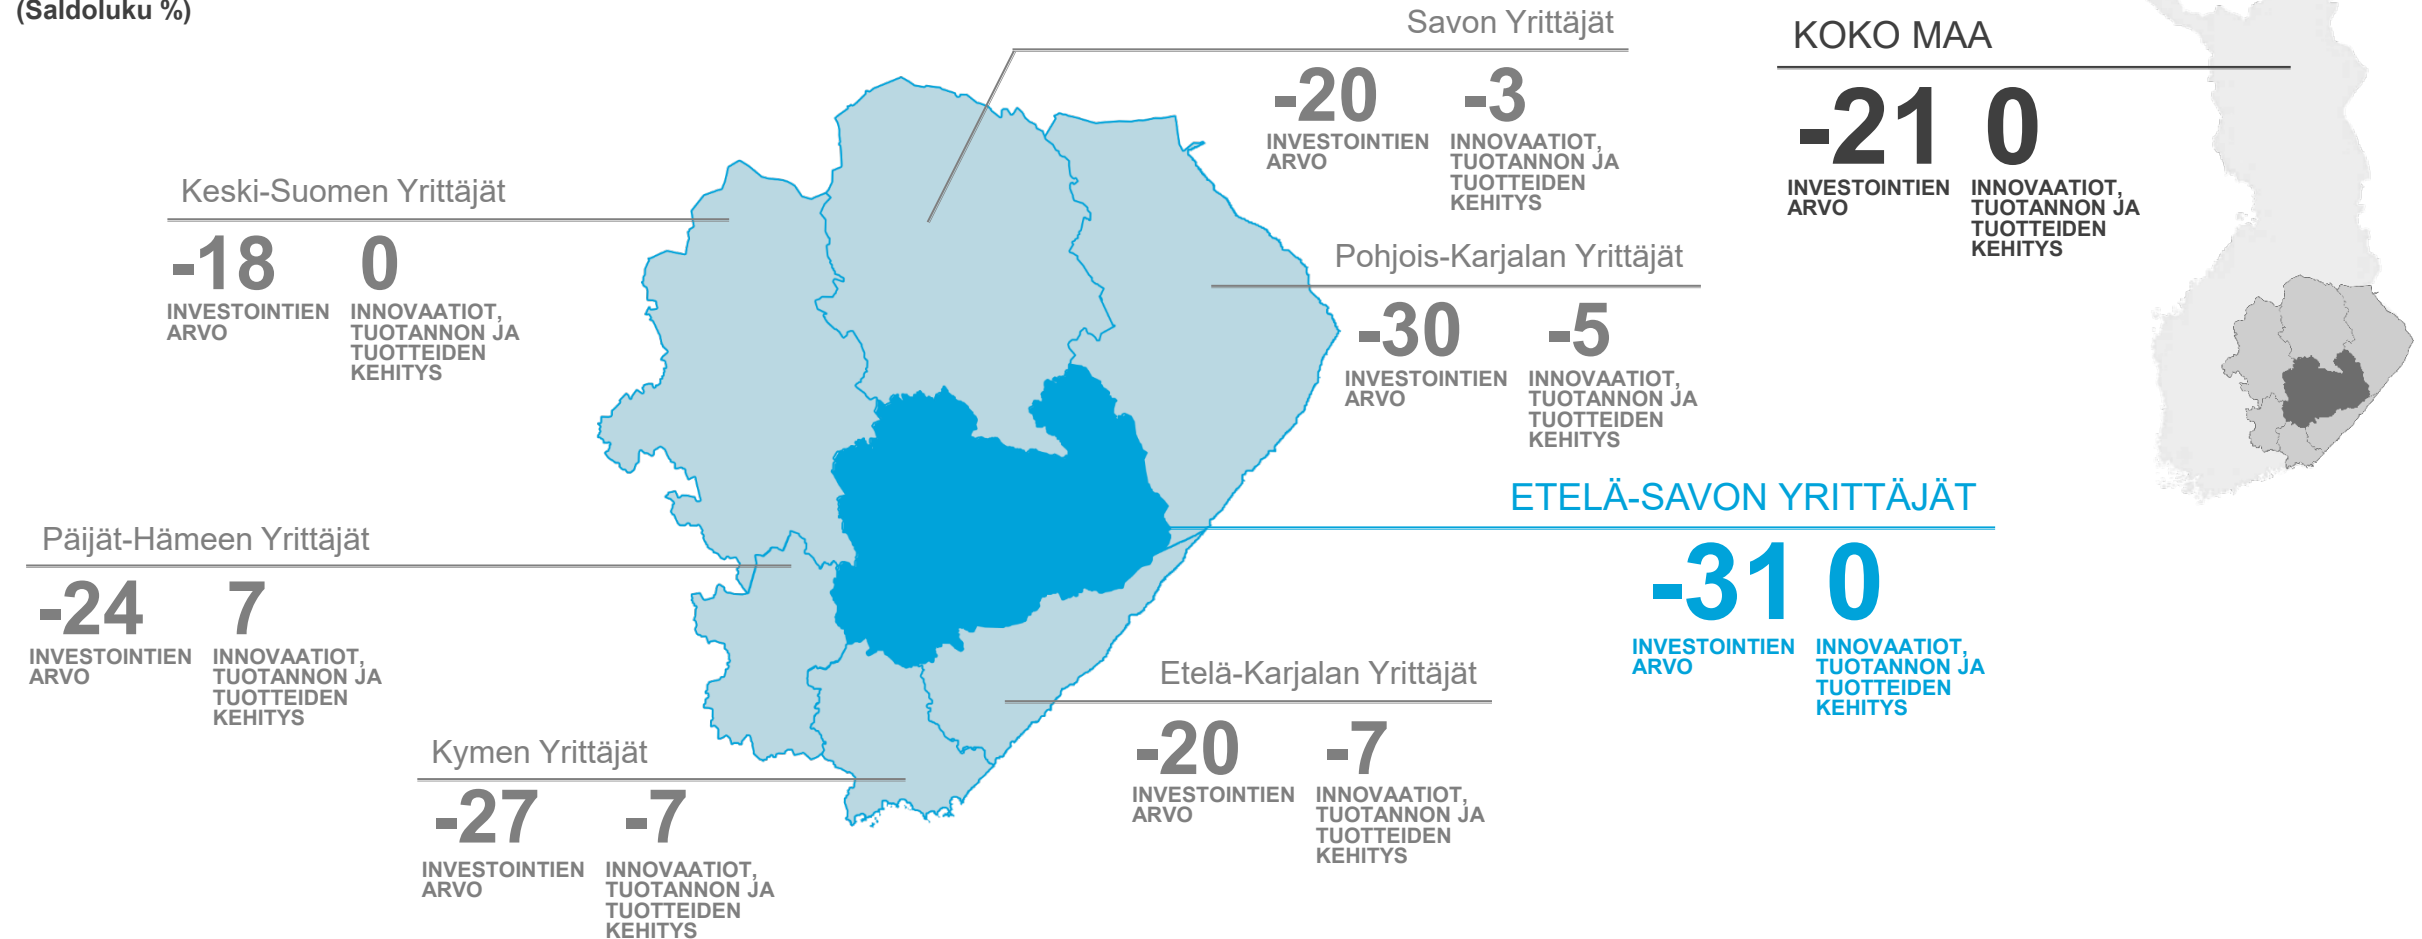 (Saldoluku %)
Savon Yrittäjät
-20 -3
INVESTOINTIEN
ARVO
INNOVAATIOT,
TUOTANNON JA
TUOTTEIDEN
KEHITYS
KOKO MAA
-21 0
INVESTOINTIEN
ARVO
INNOVAATIOT,
TUOTANNON JA
TUOTTEIDEN
KEHITYS
Keski-Suomen Yrittäjät
-18 0
INVESTOINTIEN
ARVO
INNOVAATIOT,
TUOTANNON JA
TUOTTEIDEN
KEHITYS
Pohjois-Karjalan Yrittäjät
-30 -5
INVESTOINTIEN
ARVO
INNOVAATIOT,
TUOTANNON JA
TUOTTEIDEN
KEHITYS
ETELÄ-SAVON YRITTÄJÄT
-31 0
INVESTOINTIEN
ARVO
INNOVAATIOT,
TUOTANNON JA
TUOTTEIDEN
KEHITYS
Päijät-Hämeen Yrittäjät
-24 7
INVESTOINTIEN
ARVO
INNOVAATIOT,
TUOTANNON JA
TUOTTEIDEN
KEHITYS
Etelä-Karjalan Yrittäjät
-20 -7
INVESTOINTIEN
ARVO
INNOVAATIOT,
TUOTANNON JA
TUOTTEIDEN
KEHITYS
Kymen Yrittäjät
-27 -7
INVESTOINTIEN
ARVO
INNOVAATIOT,
TUOTANNON JA
TUOTTEIDEN
KEHITYS